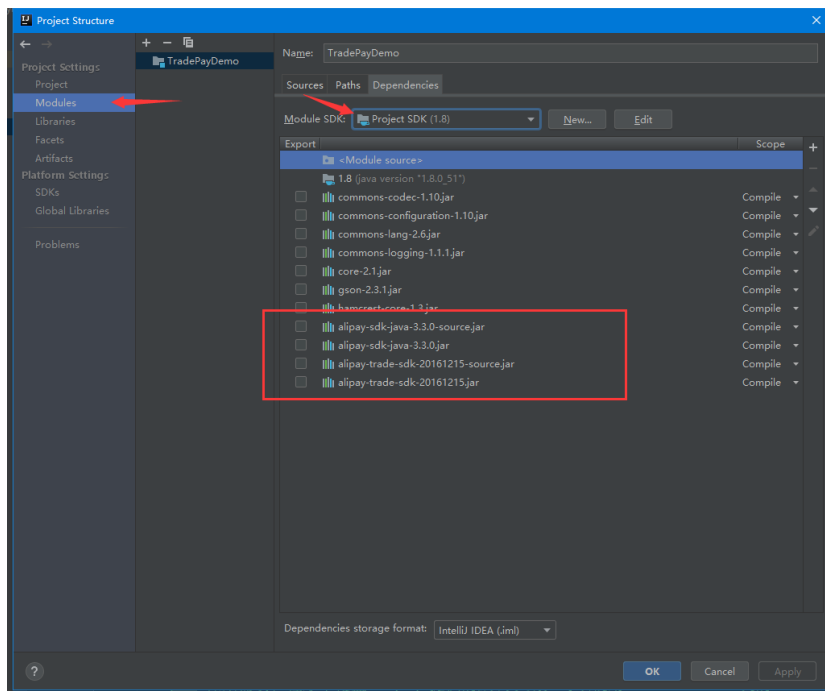 Project Structure
Project Settings
Project
Modules
Libraries
Facets
Artifacts
Platform Settings
SDKs
Global Libraries
Problems
TradePayDemo
Name: TradePayDemo
Sources Paths Dependencies
Module SDK: Project SDK (1.8) New... Edit
Export Scope
<Module source>
1.8 (java version "1.8.0_51")
commons-codec-1.10.jar Compile
commons-configuration-1.10.jar Compile
commons-lang-2.6.jar Compile
commons-logging-1.1.1.jar Compile
core-2.1.jar Compile
gson-2.3.1.jar Compile
hamcrest-core-1.3.jar Compile
alipay-sdk-java-3.3.0-source.jar Compile
alipay-sdk-java-3.3.0.jar Compile
alipay-trade-sdk-20161215-source.jar Compile
alipay-trade-sdk-20161215.jar Compile
Dependencies storage format: IntelliJ IDEA (.iml)
? OK Cancel Apply